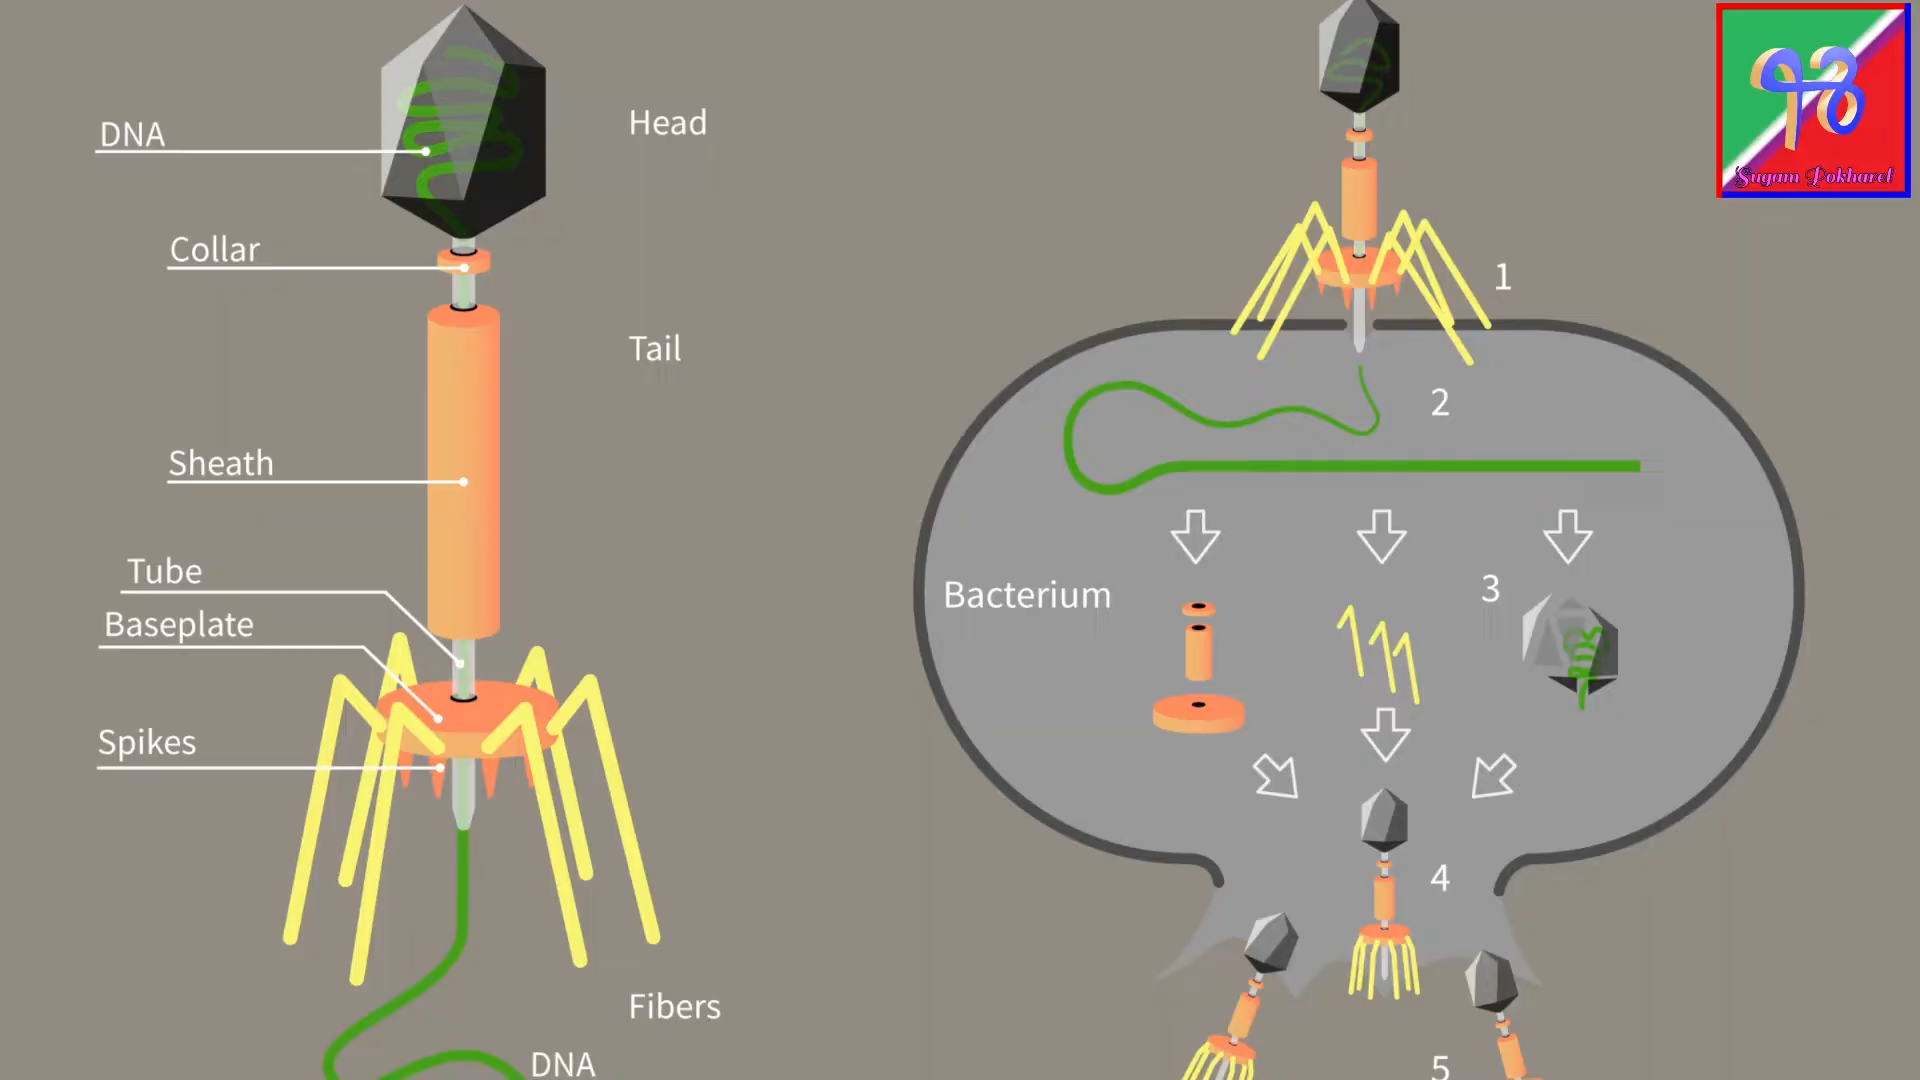 DNA
Head
Collar
Tail
Sheath
Tube
Baseplate
Spikes
Fibers
DNA
1
2
Bacterium
3
4
5
Sugam Pokharel